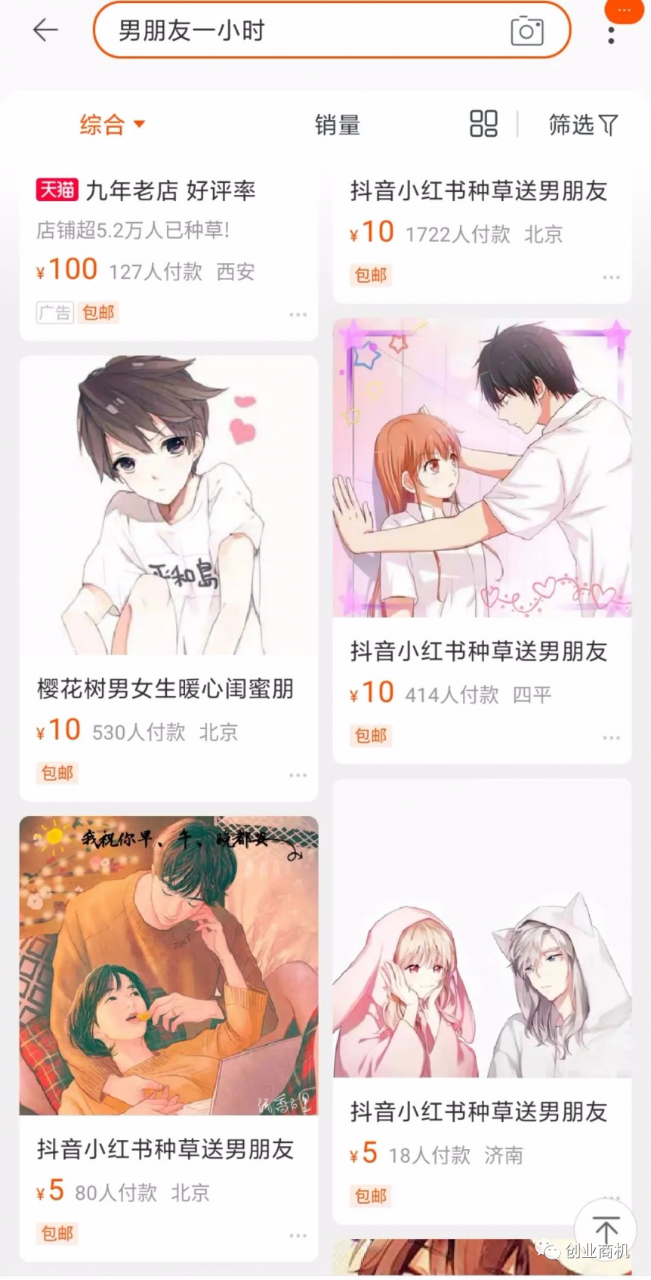 男朋友一小时
综合
销量
筛选
天猫 九年老店 好评率
店铺超5.2万人已种草!
¥100 127人付款 西安
广告 包邮
抖音小红书种草送男朋友
¥10 1722人付款 北京
包邮
平和島
樱花树男女生暖心闺蜜朋
¥10 530人付款 北京
包邮
抖音小红书种草送男朋友
¥10 414人付款 四平
包邮
我祝你早、午、晚都安
抖音小红书种草送男朋友
¥5 80人付款 北京
包邮
抖音小红书种草送男朋友
¥5 18人付款 济南
包邮
创业商机